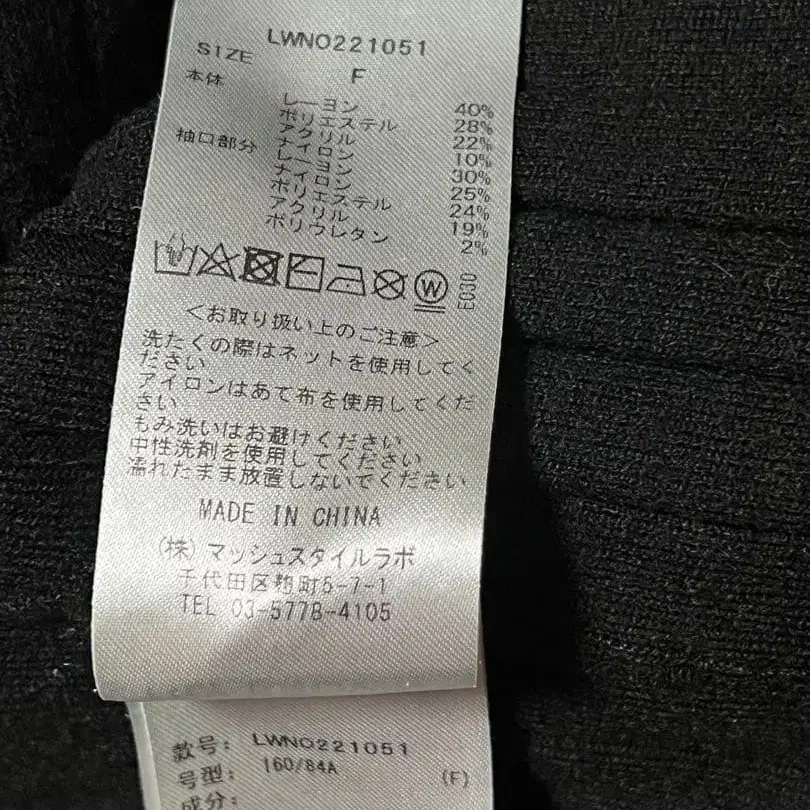 LWNO221051
SIZE F
本体 レーヨン 40%
ポリエステル 28%
アクリル 22%
ナイロン 10%
袖口部分 レーヨン 30%
ナイロン 25%
ポリエステル 24%
アクリル 19%
ポリウレタン 2%
W E030
<お取り扱い上のご注意>
洗たくの際はネットを使用してく
ださい
アイロンはあて布を使用してくだ
さい
もみ洗いはお避けください
中性洗剤を使用してください
濡れたまま放置しないでください
MADE IN CHINA
(株)マッシュスタイルラボ
千代田区麹町5-7-1
TEL 03-5778-4105
款号: LWNO221051
号型: 160/84A (F)
成分: